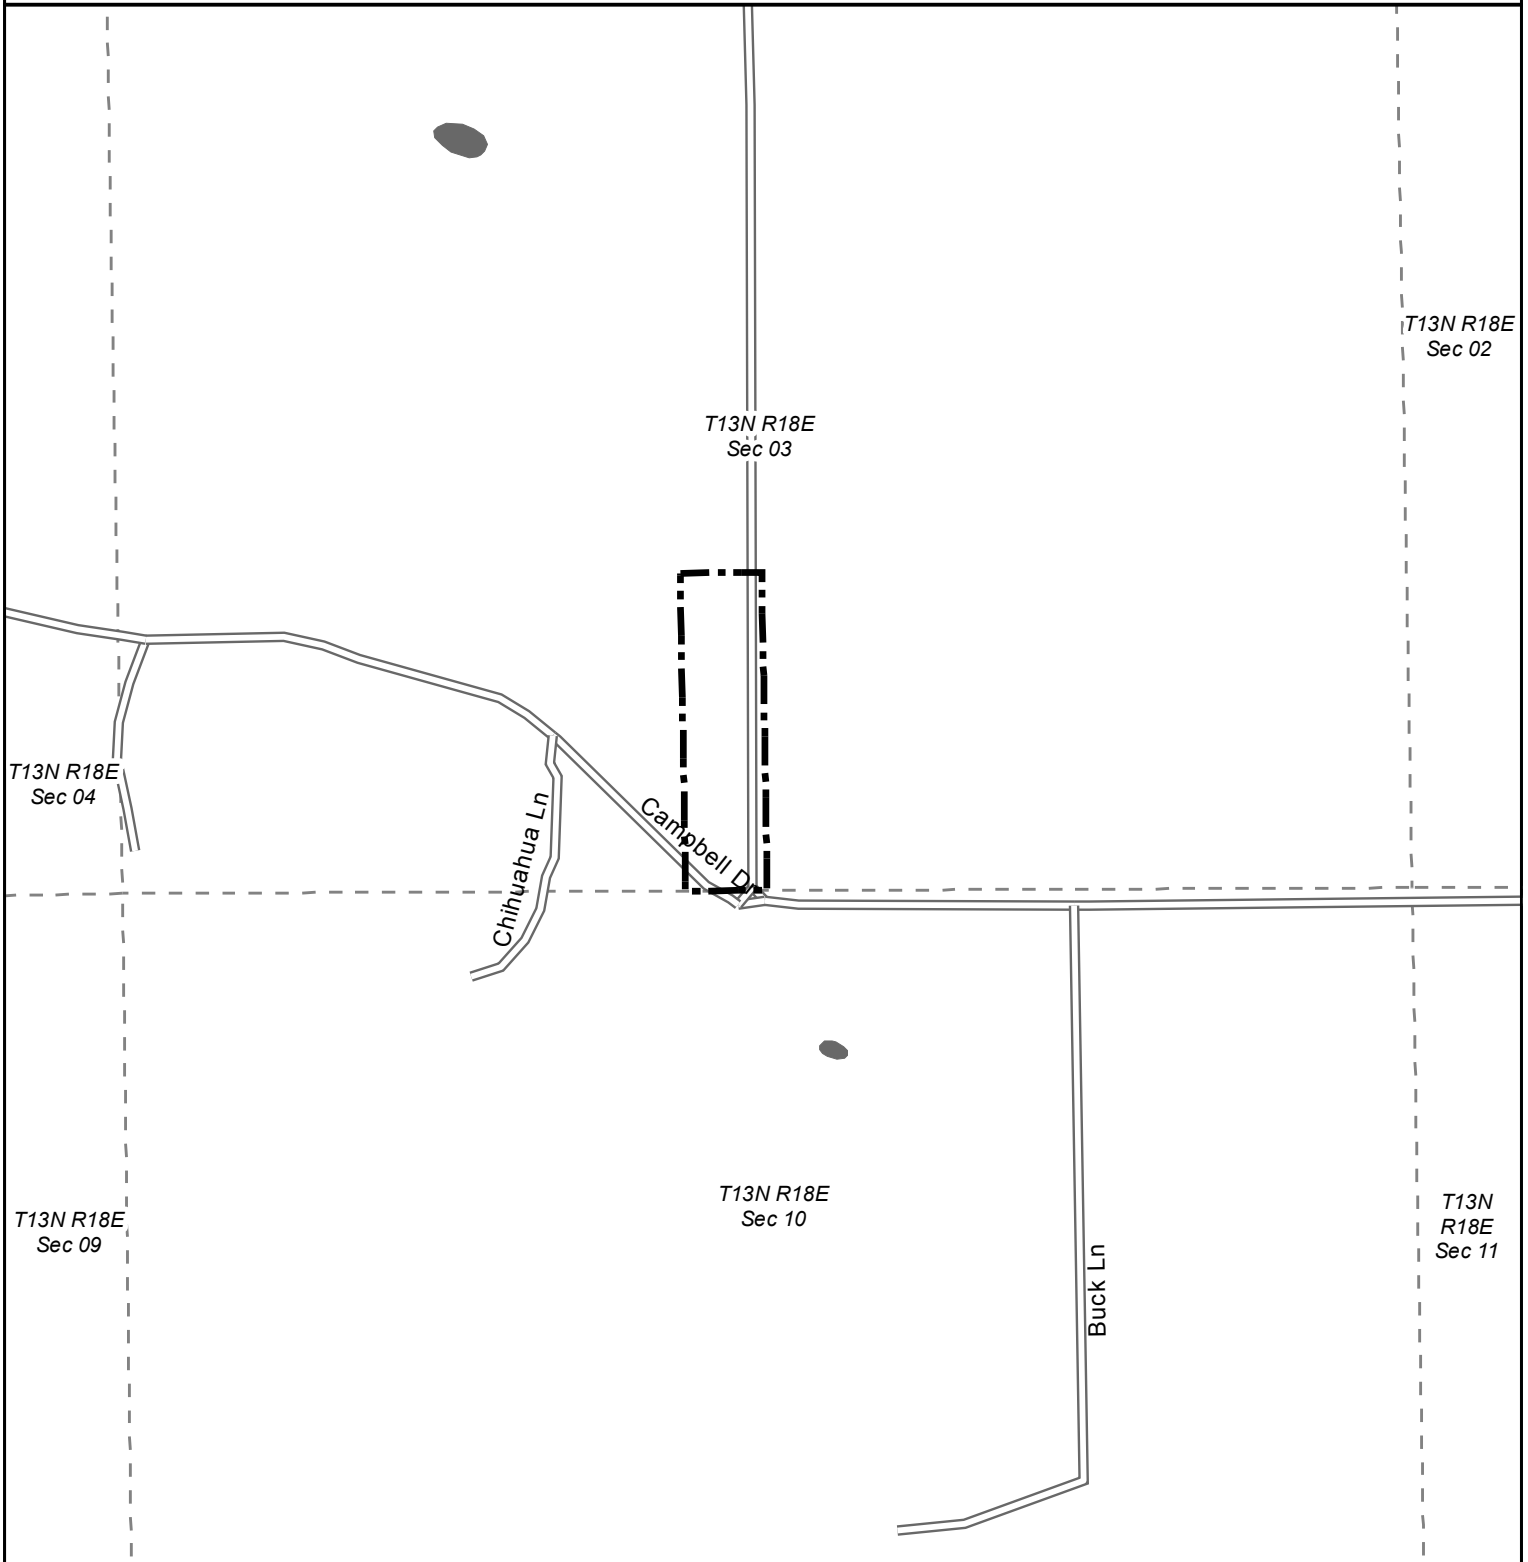 T13N R18E
Sec 02
T13N R18E
Sec 03
T13N R18E
Sec 04
Campbell Dr
Chihuahua Ln
T13N R18E
Sec 10
T13N R18E
Sec 09
T13N
R18E
Sec 11
Buck Ln